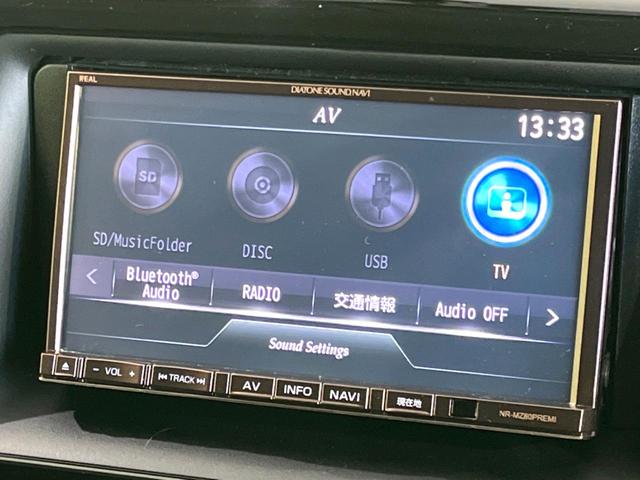 REAL
DIATONE SOUND NAVI
AV
13:33
SD
SD/MusicFolder
DISC
USB
TV
< Bluetooth® Audio RADIO 交通情報 Audio OFF >
Sound Settings
− VOL + TRACK AV INFO NAVI 現在地
NR-MZ80PREMI